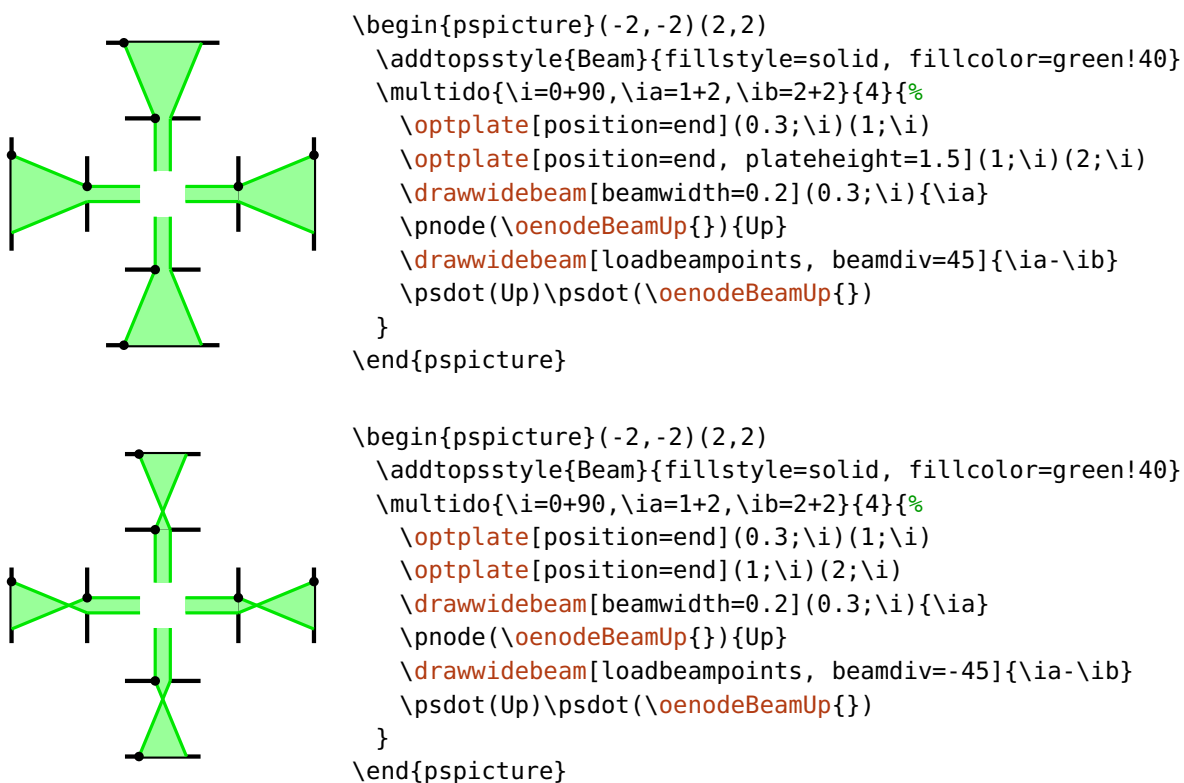 \begin{pspicture}(-2,-2)(2,2)
  \addtopsstyle{Beam}{fillstyle=solid, fillcolor=green!40}
  \multido{\i=0+90,\ia=1+2,\ib=2+2}{4}{%
    \optplate[position=end](0.3;\i)(1;\i)
    \optplate[position=end, plateheight=1.5](1;\i)(2;\i)
    \drawwidebeam[beamwidth=0.2](0.3;\i){\ia}
    \pnode(\oenodeBeamUp{}){Up}
    \drawwidebeam[loadbeampoints, beamdiv=45]{\ia-\ib}
    \psdot(Up)\psdot(\oenodeBeamUp{})
  }
\end{pspicture}
\begin{pspicture}(-2,-2)(2,2)
  \addtopsstyle{Beam}{fillstyle=solid, fillcolor=green!40}
  \multido{\i=0+90,\ia=1+2,\ib=2+2}{4}{%
    \optplate[position=end](0.3;\i)(1;\i)
    \optplate[position=end](1;\i)(2;\i)
    \drawwidebeam[beamwidth=0.2](0.3;\i){\ia}
    \pnode(\oenodeBeamUp{}){Up}
    \drawwidebeam[loadbeampoints, beamdiv=-45]{\ia-\ib}
    \psdot(Up)\psdot(\oenodeBeamUp{})
  }
\end{pspicture}